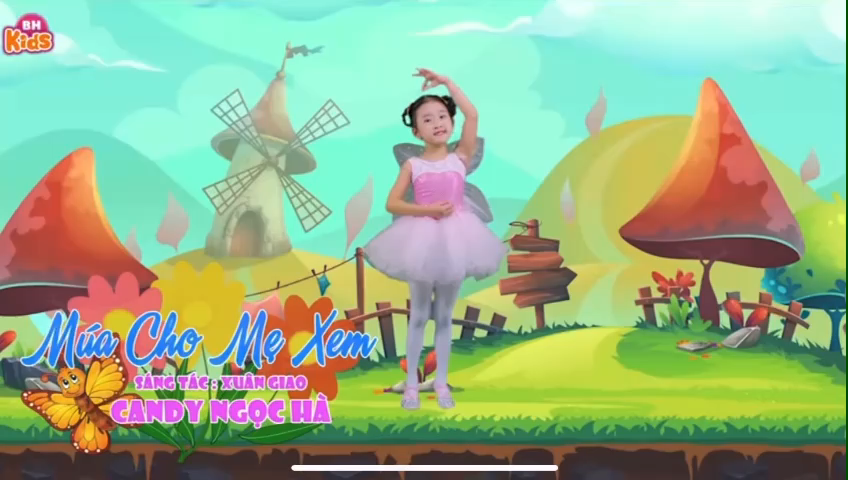 BH
Kids
Múa Cho Mẹ Xem
SÁNG TÁC : XUÂN GIAO
CANDY NGỌC HÀ